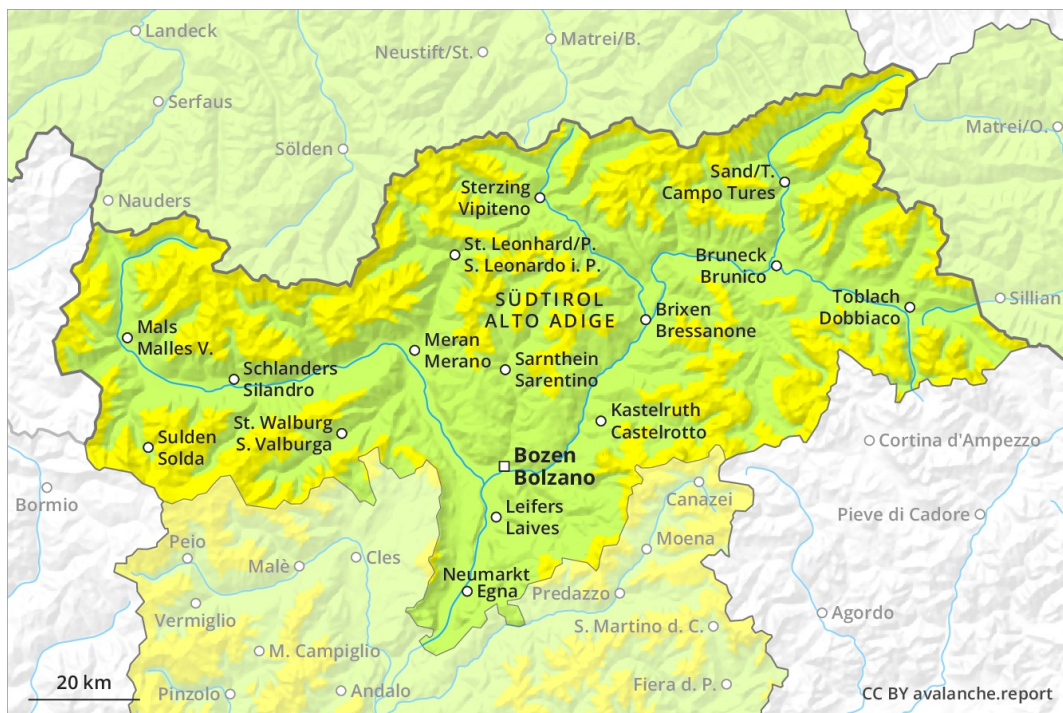 Landeck
Matrei/B.
Neustift/St.
Serfaus
Matrei/O.
Sölden
Sand/T.
Campo Tures
Sterzing
Vipiteno
Nauders
St. Leonhard/P.
S. Leonardo i. P.
Bruneck
Brunico
SÜDTIROL
ALTO ADIGE
Toblach
Dobbiaco
Sillian
Brixen
Bressanone
Mals
Malles V.
Meran
Merano
Schlanders
Silandro
Sarnthein
Sarentino
Kastelruth
Castelrotto
St. Walburg
S. Valburga
Sulden
Solda
Cortina d'Ampezzo
Bozen
Bolzano
Bormio
Canazei
Leifers
Laives
Pieve di Cadore
Moena
Peio
Cles
Malè
Neumarkt
Egna
Predazzo
Vermiglio
Agordo
S. Martino d. C.
M. Campiglio
20 km
Pinzolo
Andalo
Fiera d. P.
CC BY avalanche.report